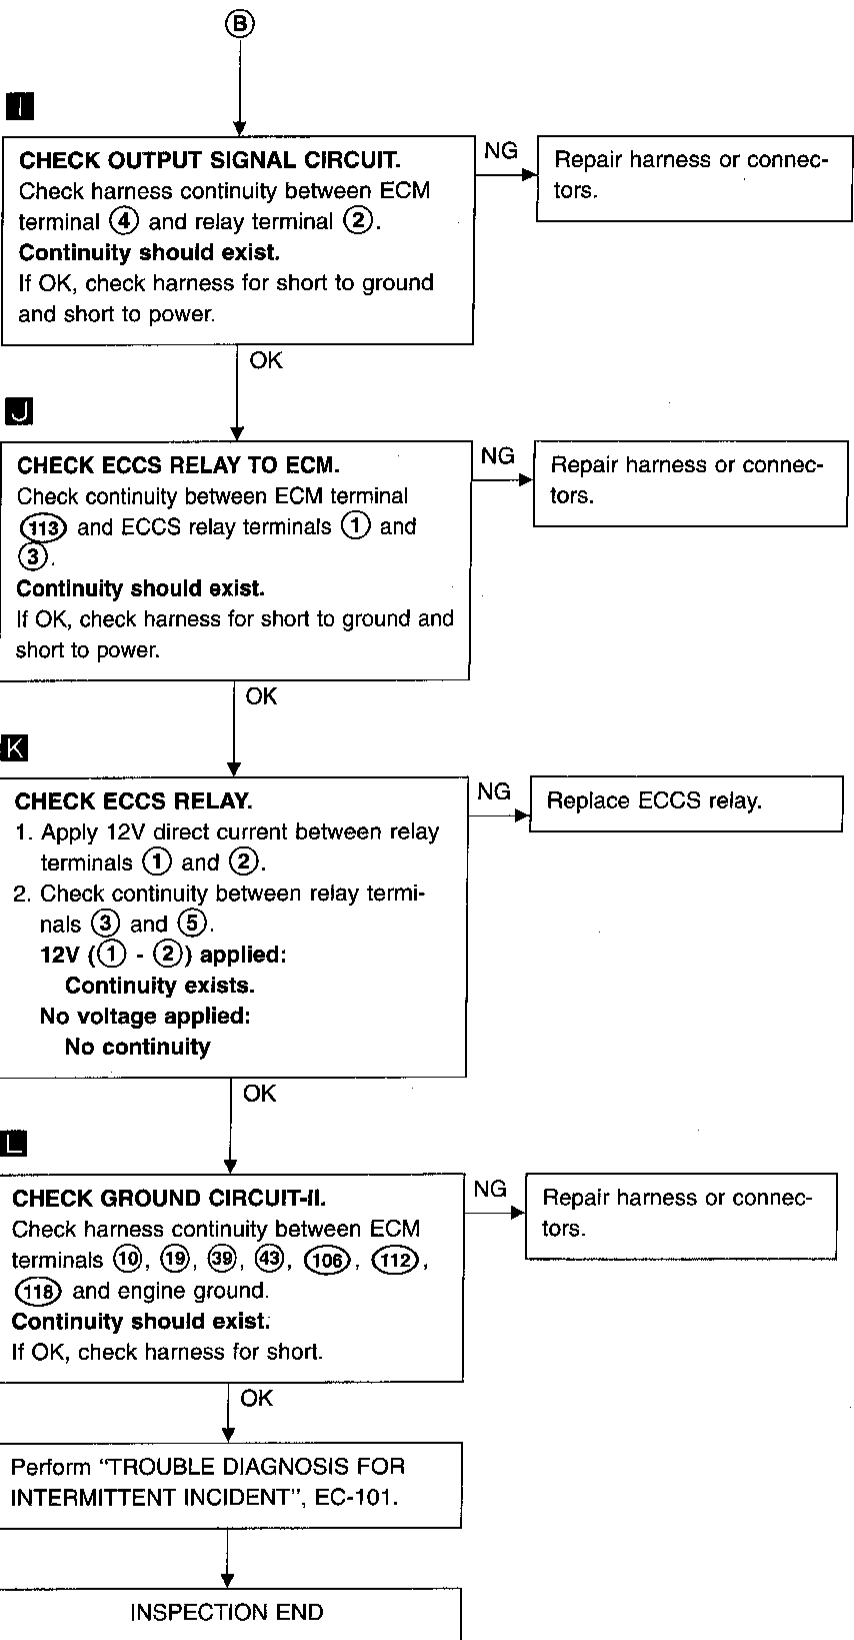 B
I
CHECK OUTPUT SIGNAL CIRCUIT.
Check harness continuity between ECM
terminal 4 and relay terminal 2.
Continuity should exist.
If OK, check harness for short to ground
and short to power.
NG
Repair harness or connec-
tors.
OK
J
CHECK ECCS RELAY TO ECM.
Check continuity between ECM terminal
113 and ECCS relay terminals 1 and
3.
Continuity should exist.
If OK, check harness for short to ground and
short to power.
NG
Repair harness or connec-
tors.
OK
K
CHECK ECCS RELAY.
1. Apply 12V direct current between relay
terminals 1 and 2.
2. Check continuity between relay termi-
nals 3 and 5.
12V (1 - 2) applied:
Continuity exists.
No voltage applied:
No continuity
NG
Replace ECCS relay.
OK
L
CHECK GROUND CIRCUIT-II.
Check harness continuity between ECM
terminals 10, 19, 39, 43, 106, 112,
118 and engine ground.
Continuity should exist.
If OK, check harness for short.
NG
Repair harness or connec-
tors.
OK
Perform “TROUBLE DIAGNOSIS FOR
INTERMITTENT INCIDENT”, EC-101.
INSPECTION END